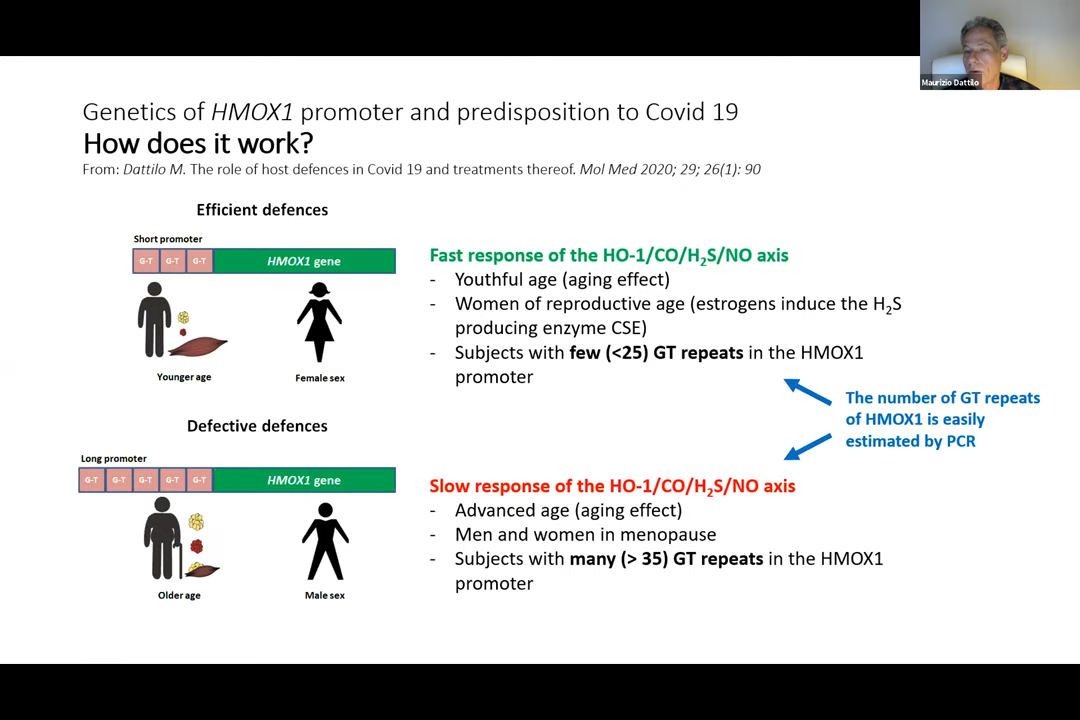 Maurizio Dattilo
Genetics of HMOX1 promoter and predisposition to Covid 19
How does it work?
From: Dattilo M. The role of host defences in Covid 19 and treatments thereof. Mol Med 2020; 29; 26(1): 90
Efficient defences
Short promoter
G-T G-T G-T HMOX1 gene
Younger age
Female sex
Fast response of the HO-1/CO/H₂S/NO axis
- Youthful age (aging effect)
- Women of reproductive age (estrogens induce the H₂S
producing enzyme CSE)
- Subjects with few (<25) GT repeats in the HMOX1
promoter
The number of GT repeats
of HMOX1 is easily
estimated by PCR
Defective defences
Long promoter
G-T G-T G-T G-T G-T HMOX1 gene
Older age
Male sex
Slow response of the HO-1/CO/H₂S/NO axis
- Advanced age (aging effect)
- Men and women in menopause
- Subjects with many (> 35) GT repeats in the HMOX1
promoter